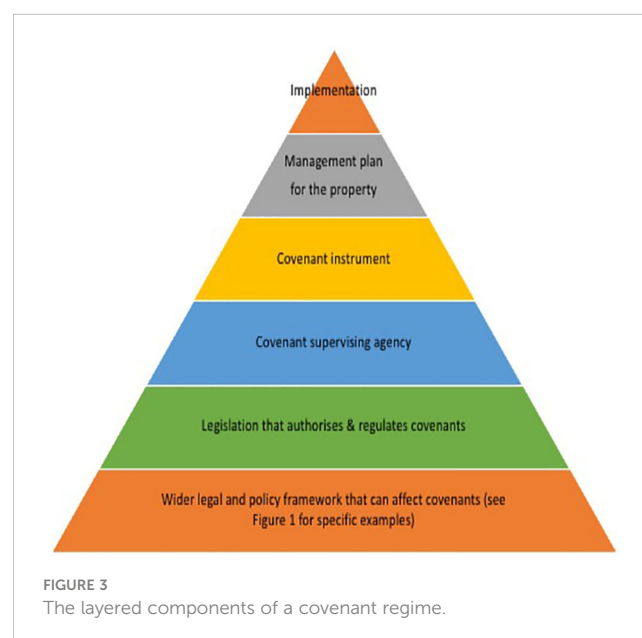 Implementation
Management plan
for the property
Covenant instrument
Covenant supervising agency
Legislation that authorises & regulates covenants
Wider legal and policy framework that can affect covenants (see
Figure 1 for specific examples)
FIGURE 3
The layered components of a covenant regime.